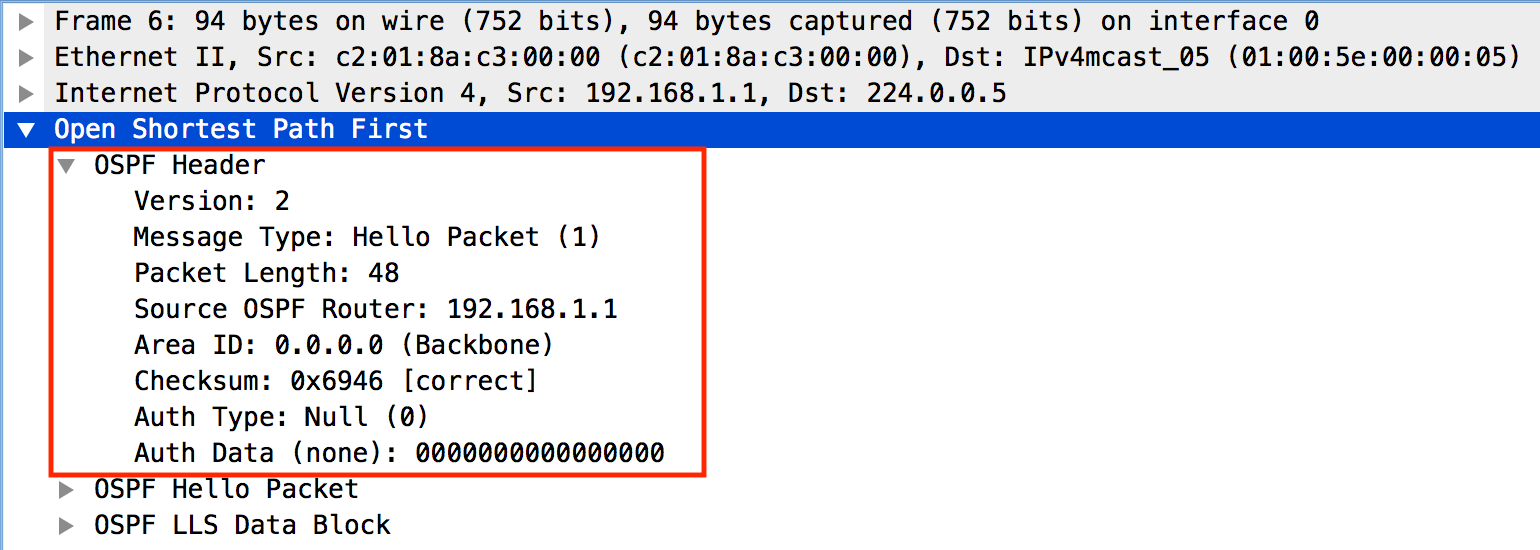 Frame 6: 94 bytes on wire (752 bits), 94 bytes captured (752 bits) on interface 0
Ethernet II, Src: c2:01:8a:c3:00:00 (c2:01:8a:c3:00:00), Dst: IPv4mcast_05 (01:00:5e:00:00:05)
Internet Protocol Version 4, Src: 192.168.1.1, Dst: 224.0.0.5
Open Shortest Path First
OSPF Header
Version: 2
Message Type: Hello Packet (1)
Packet Length: 48
Source OSPF Router: 192.168.1.1
Area ID: 0.0.0.0 (Backbone)
Checksum: 0x6946 [correct]
Auth Type: Null (0)
Auth Data (none): 0000000000000000
OSPF Hello Packet
OSPF LLS Data Block